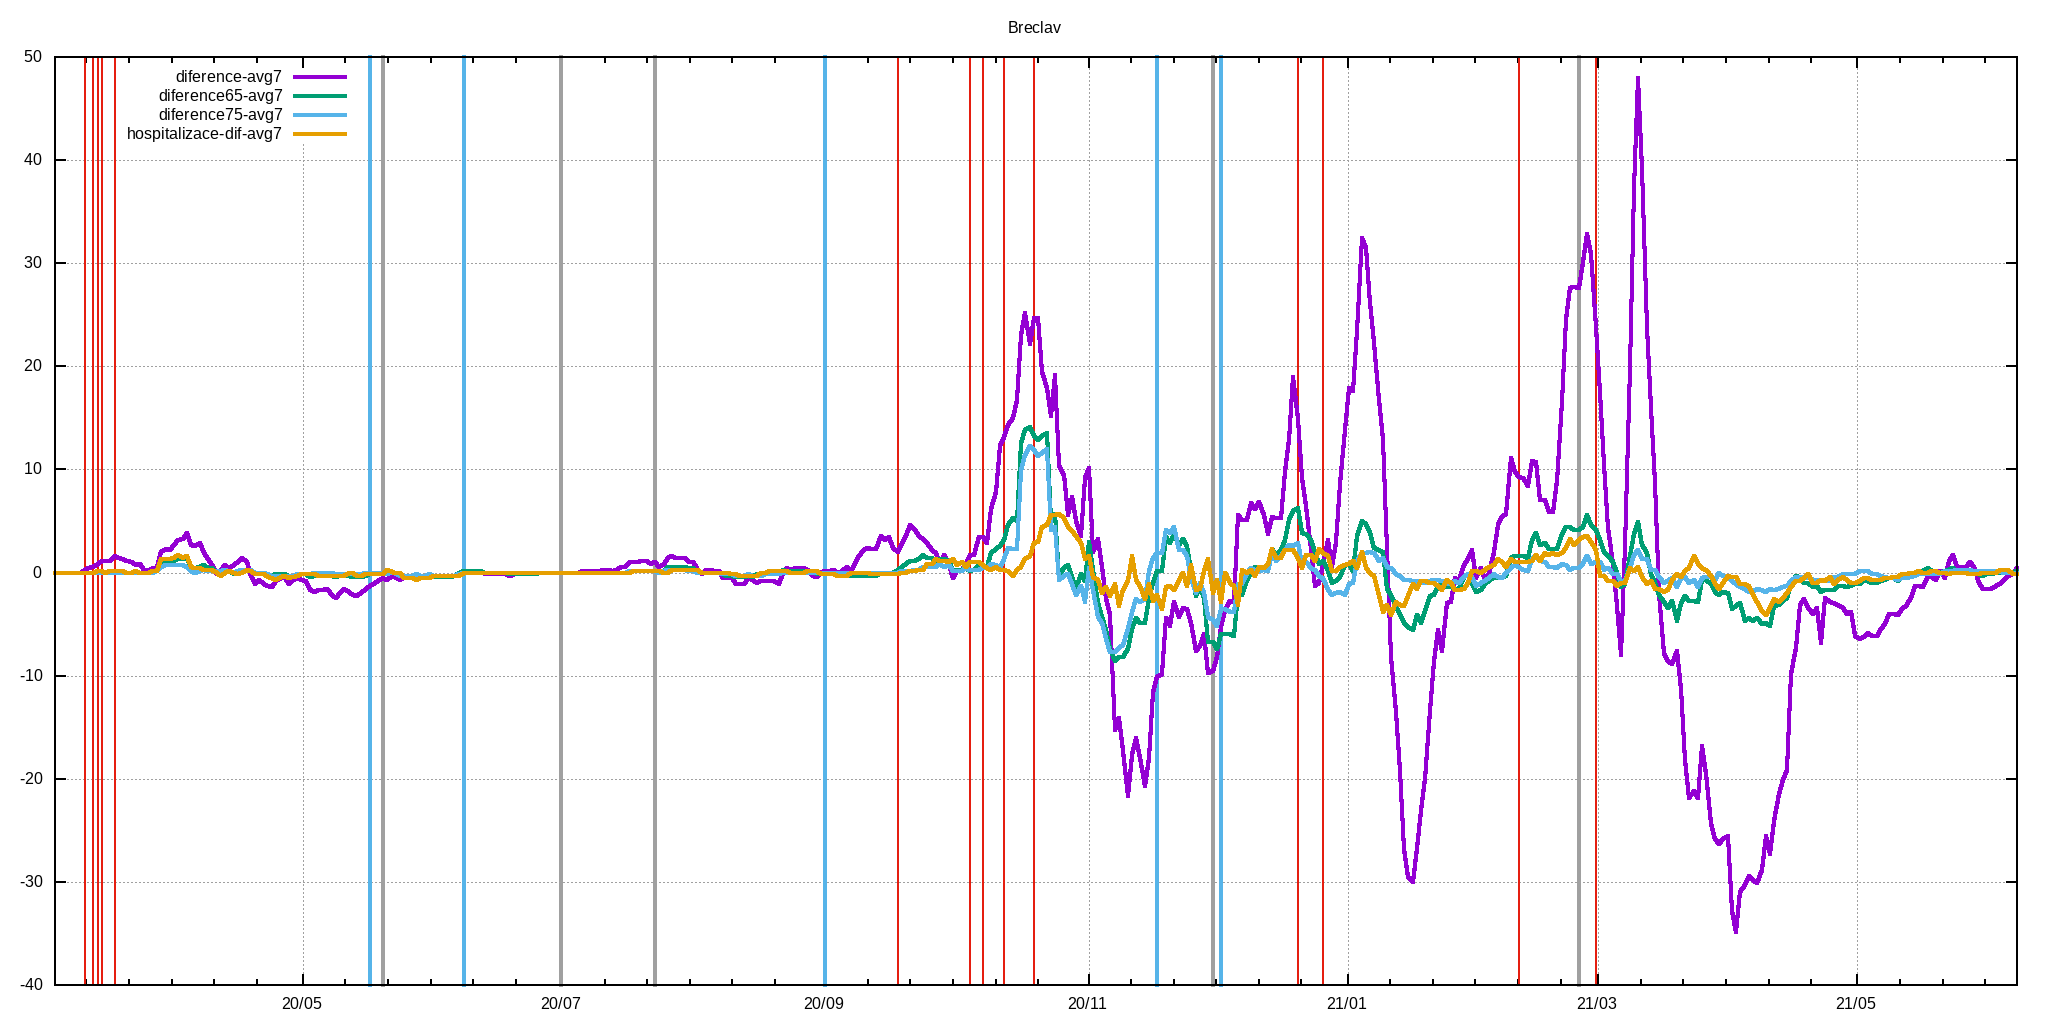 Breclav
50
diference-avg7
diference65-avg7
diference75-avg7
hospitalizace-dif-avg7
40
30
20
10
0
-10
-20
-30
-40
20/05 20/07 20/09 20/11 21/01 21/03 21/05